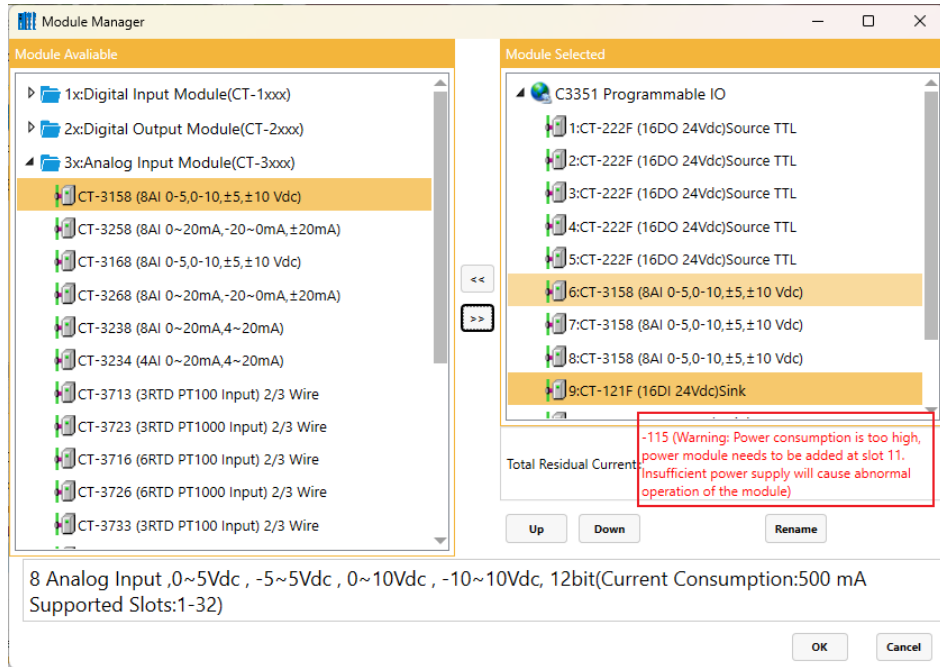 Module Manager
Module Avaliable
1x:Digital Input Module(CT-1xxx)
2x:Digital Output Module(CT-2xxx)
3x:Analog Input Module(CT-3xxx)
CT-3158 (8AI 0-5,0-10,±5,±10 Vdc)
CT-3258 (8AI 0~20mA,-20~0mA,±20mA)
CT-3168 (8AI 0-5,0-10,±5,±10 Vdc)
CT-3268 (8AI 0~20mA,-20~0mA,±20mA)
CT-3238 (8AI 0~20mA,4~20mA)
CT-3234 (4AI 0~20mA,4~20mA)
CT-3713 (3RTD PT100 Input) 2/3 Wire
CT-3723 (3RTD PT1000 Input) 2/3 Wire
CT-3716 (6RTD PT100 Input) 2/3 Wire
CT-3726 (6RTD PT1000 Input) 2/3 Wire
CT-3733 (3RTD PT100 Input) 2/3 Wire
<<
>>
Module Selected
C3351 Programmable IO
1:CT-222F (16DO 24Vdc)Source TTL
2:CT-222F (16DO 24Vdc)Source TTL
3:CT-222F (16DO 24Vdc)Source TTL
4:CT-222F (16DO 24Vdc)Source TTL
5:CT-222F (16DO 24Vdc)Source TTL
6:CT-3158 (8AI 0-5,0-10,±5,±10 Vdc)
7:CT-3158 (8AI 0-5,0-10,±5,±10 Vdc)
8:CT-3158 (8AI 0-5,0-10,±5,±10 Vdc)
9:CT-121F (16DI 24Vdc)Sink
Total Residual Current:
-115 (Warning: Power consumption is too high,
power module needs to be added at slot 11.
Insufficient power supply will cause abnormal
operation of the module)
Up
Down
Rename
8 Analog Input ,0~5Vdc , -5~5Vdc , 0~10Vdc , -10~10Vdc, 12bit(Current Consumption:500 mA
Supported Slots:1-32)
OK
Cancel